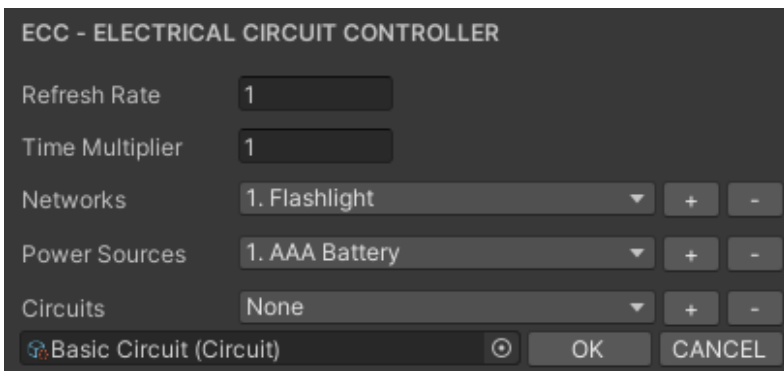 ECC - ELECTRICAL CIRCUIT CONTROLLER
Refresh Rate 1
Time Multiplier 1
Networks 1. Flashlight + -
Power Sources 1. AAA Battery + -
Circuits None + -
Basic Circuit (Circuit) OK CANCEL